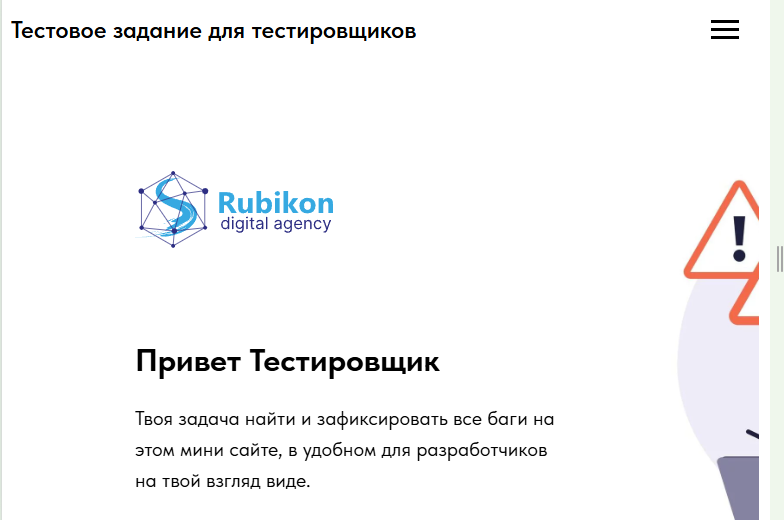 Тестовое задание для тестировщиков
Rubikon
digital agency
!
Привет Тестировщик
Твоя задача найти и зафиксировать все баги на
этом мини сайте, в удобном для разработчиков
на твой взгляд виде.